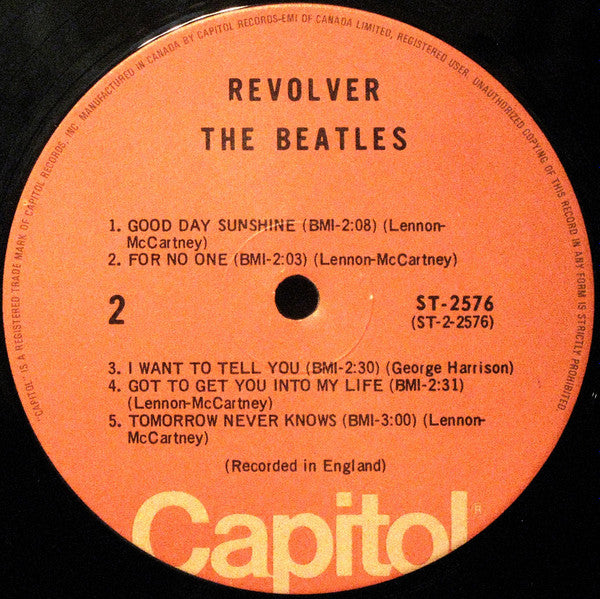 "CAPITOL" IS A REGISTERED TRADE MARK OF CAPITOL RECORDS, INC. MANUFACTURED IN CANADA BY CAPITOL RECORDS-EMI OF CANADA LIMITED, REGISTERED USER. UNAUTHORIZED COPYING OF THIS RECORD IN ANY FORM IS STRICTLY PROHIBITED.
REVOLVER
THE BEATLES
1. GOOD DAY SUNSHINE (BMI-2:08) (Lennon-
McCartney)
2. FOR NO ONE (BMI-2:03) (Lennon-McCartney)
2
ST-2576
(ST-2-2576)
3. I WANT TO TELL YOU (BMI-2:30) (George Harrison)
4. GOT TO GET YOU INTO MY LIFE (BMI-2:31)
(Lennon-McCartney)
5. TOMORROW NEVER KNOWS (BMI-3:00) (Lennon-
McCartney)
(Recorded in England)
Capitol®